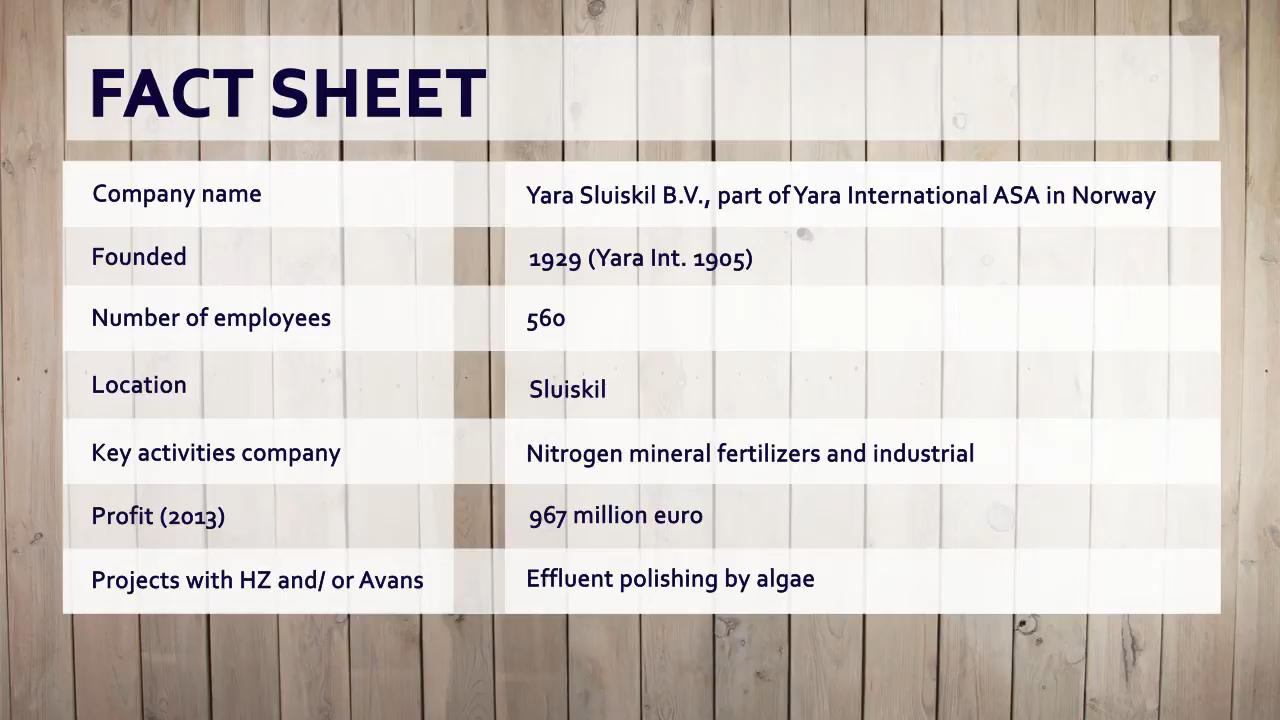 FACT SHEET
Company name Yara Sluiskil B.V., part of Yara International ASA in Norway
Founded 1929 (Yara Int. 1905)
Number of employees 560
Location Sluiskil
Key activities company Nitrogen mineral fertilizers and industrial
Profit (2013) 967 million euro
Projects with HZ and/ or Avans Effluent polishing by algae